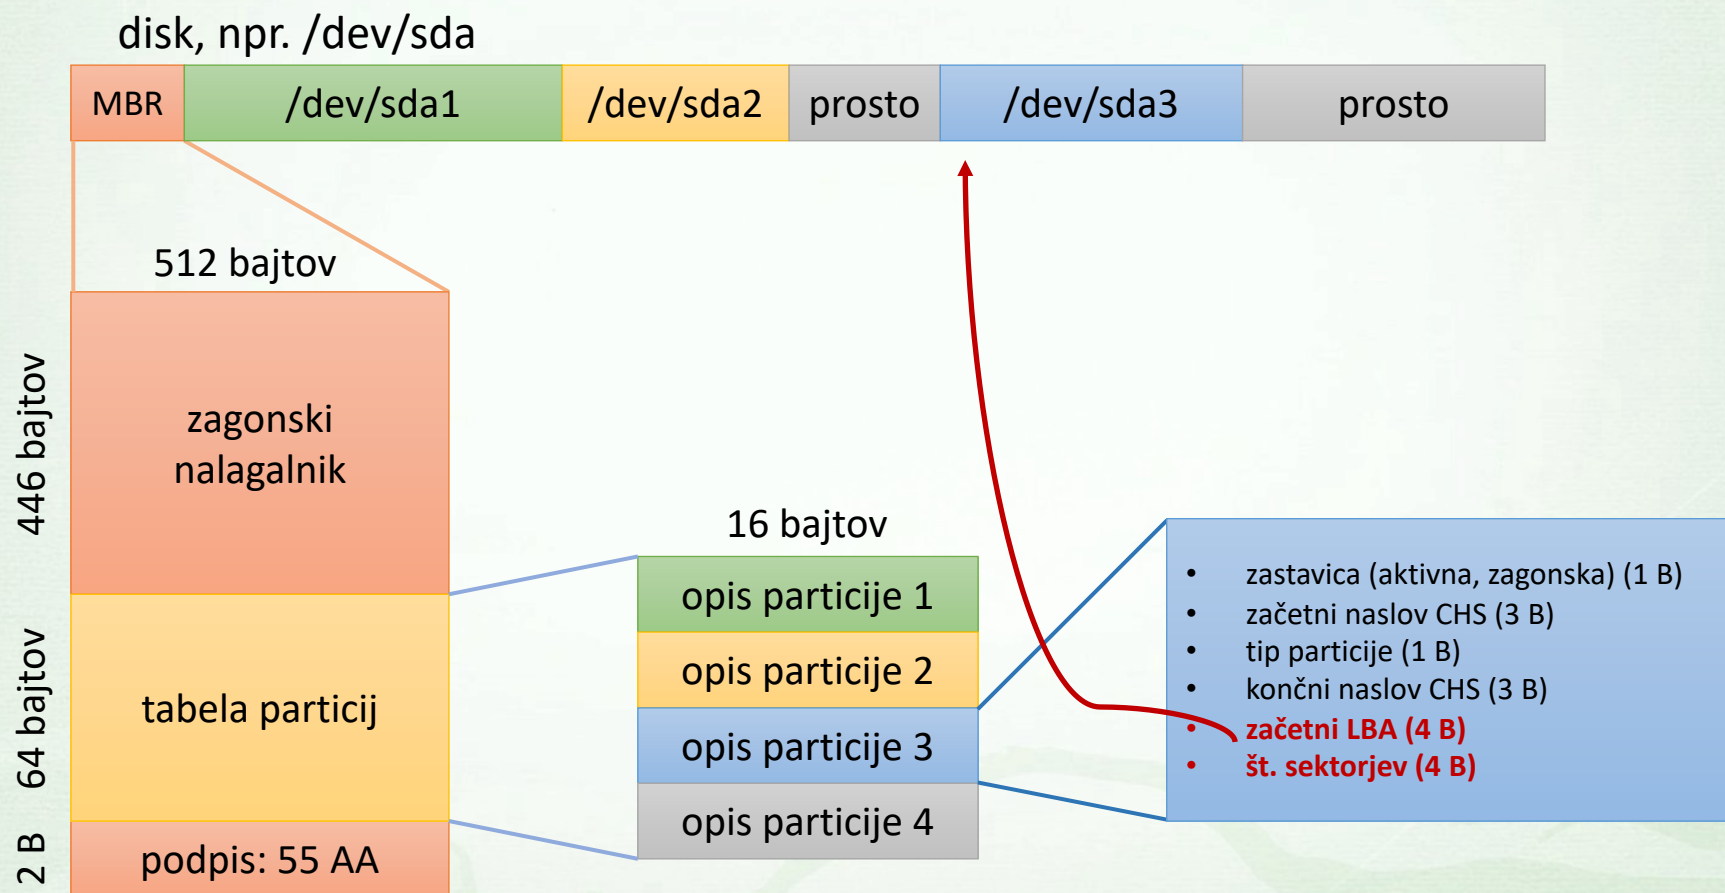 disk, npr. /dev/sda
MBR
/dev/sda1
/dev/sda2
prosto
/dev/sda3
prosto
512 bajtov
446 bajtov
zagonski
nalagalnik
64 bajtov
tabela particij
2 B
podpis: 55 AA
16 bajtov
opis particije 1
opis particije 2
opis particije 3
opis particije 4
• zastavica (aktivna, zagonska) (1 B)
• začetni naslov CHS (3 B)
• tip particije (1 B)
• končni naslov CHS (3 B)
• začetni LBA (4 B)
• št. sektorjev (4 B)